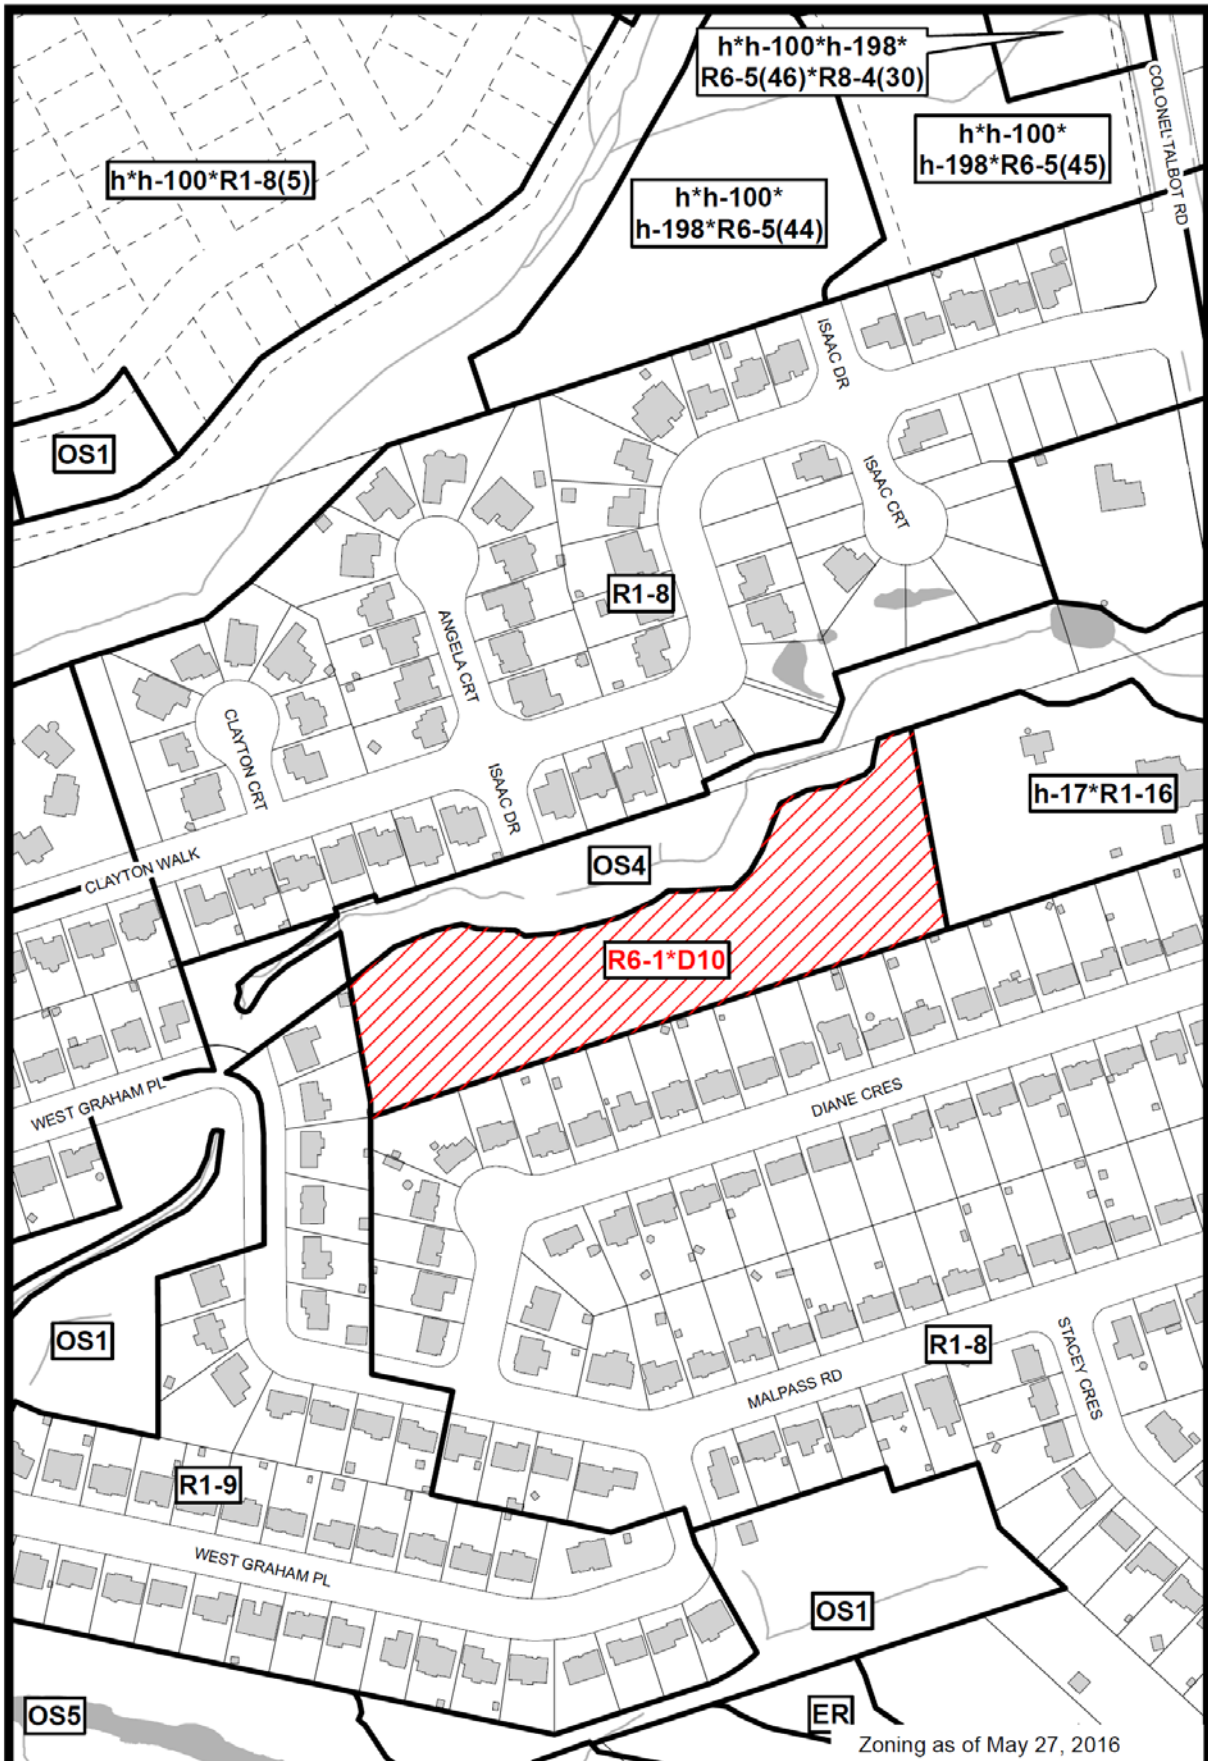 h*h-100*h-198*
R6-5(46)*R8-4(30)
COLONEL TALBOT RD
h*h-100*
h-198*R6-5(45)
h*h-100*R1-8(5)
h*h-100*
h-198*R6-5(44)
ISAAC DR
OS1
ISAAC CRT
R1-8
ANGELA CRT
CLAYTON CRT
ISAAC DR
h-17*R1-16
CLAYTON WALK
OS4
R6-1*D10
WEST GRAHAM PL
DIANE CRES
OS1
R1-8
STACEY CRES
MALPASS RD
R1-9
WEST GRAHAM PL
OS1
OS5
ER
Zoning as of May 27, 2016